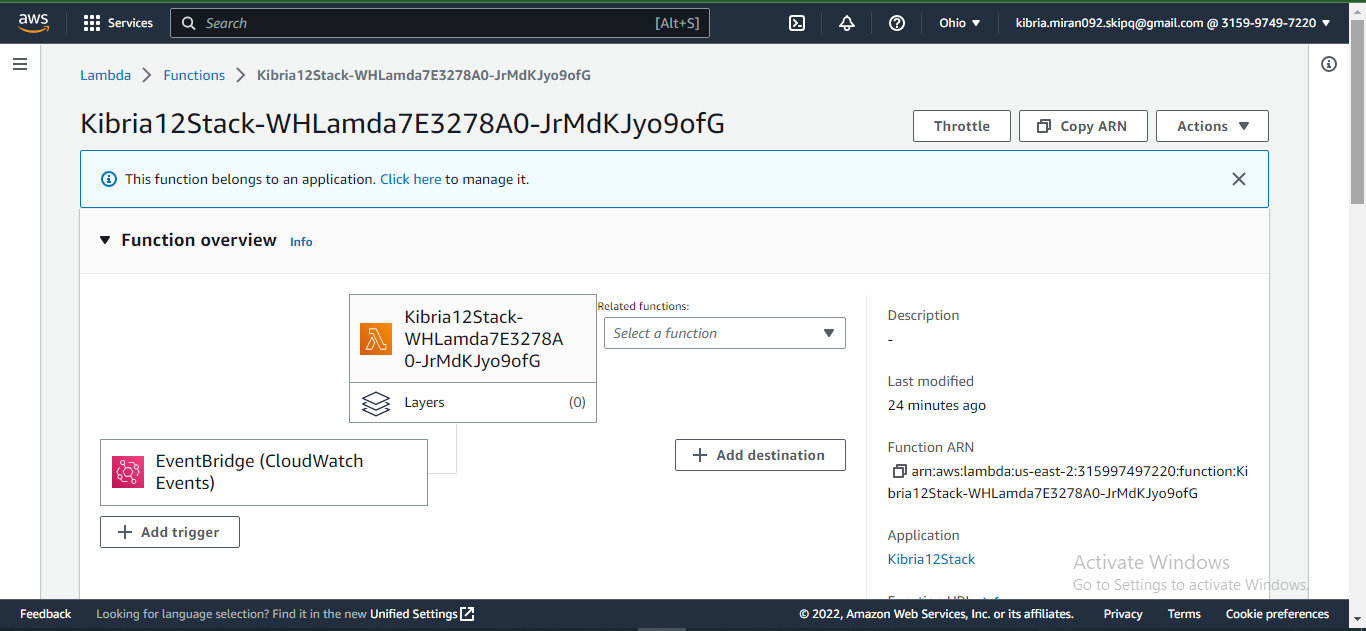 aws
Services
Search
[Alt+S]
Ohio
kibria.miran092.skipq@gmail.com @ 3159-9749-7220
Lambda
Functions
Kibria12Stack-WHLamda7E3278A0-JrMdKJyo9ofG
Kibria12Stack-WHLamda7E3278A0-JrMdKJyo9ofG
Throttle
Copy ARN
Actions
This function belongs to an application. Click here to manage it.
Function overview
Info
Kibria12Stack-
WHLamda7E3278A
0-JrMdKJyo9ofG
Layers
(0)
Related functions:
Select a function
EventBridge (CloudWatch
Events)
Add trigger
Add destination
Description
-
Last modified
24 minutes ago
Function ARN
arn:aws:lambda:us-east-2:315997497220:function:Ki
bria12Stack-WHLamda7E3278A0-JrMdKJyo9ofG
Application
Kibria12Stack
Activate Windows
Go to Settings to activate Windows.
Feedback
Looking for language selection? Find it in the new Unified Settings
© 2022, Amazon Web Services, Inc. or its affiliates.
Privacy
Terms
Cookie preferences